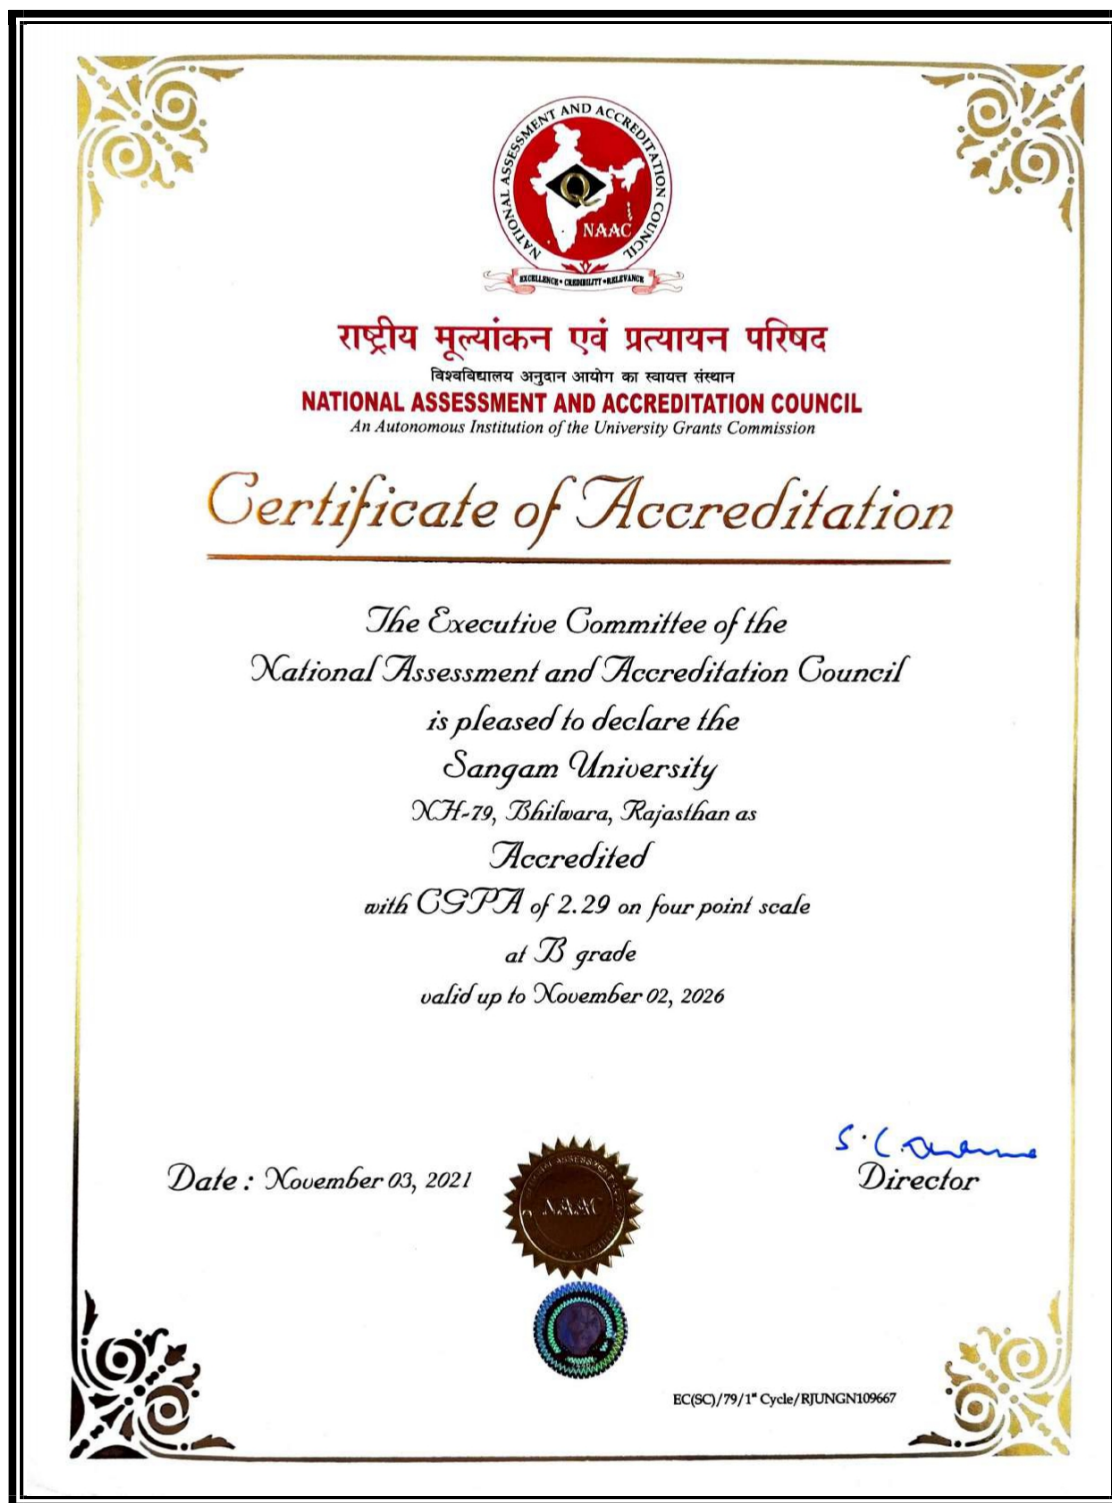 NATIONAL ASSESSMENT AND ACCREDITATION COUNCIL
Q
NAAC
EXCELLENCE • CREDIBILITY • RELEVANCE
राष्ट्रीय मूल्यांकन एवं प्रत्यायन परिषद
विश्वविद्यालय अनुदान आयोग का स्वायत्त संस्थान
NATIONAL ASSESSMENT AND ACCREDITATION COUNCIL
An Autonomous Institution of the University Grants Commission
Certificate of Accreditation
The Executive Committee of the
National Assessment and Accreditation Council
is pleased to declare the
Sangam University
NH-79, Bhilwara, Rajasthan as
Accredited
with CGPA of 2.29 on four point scale
at B grade
valid up to November 02, 2026
S. C.
Date : November 03, 2021
Director
NAAC
EC(SC)/79/1st Cycle/RJUNGN109667